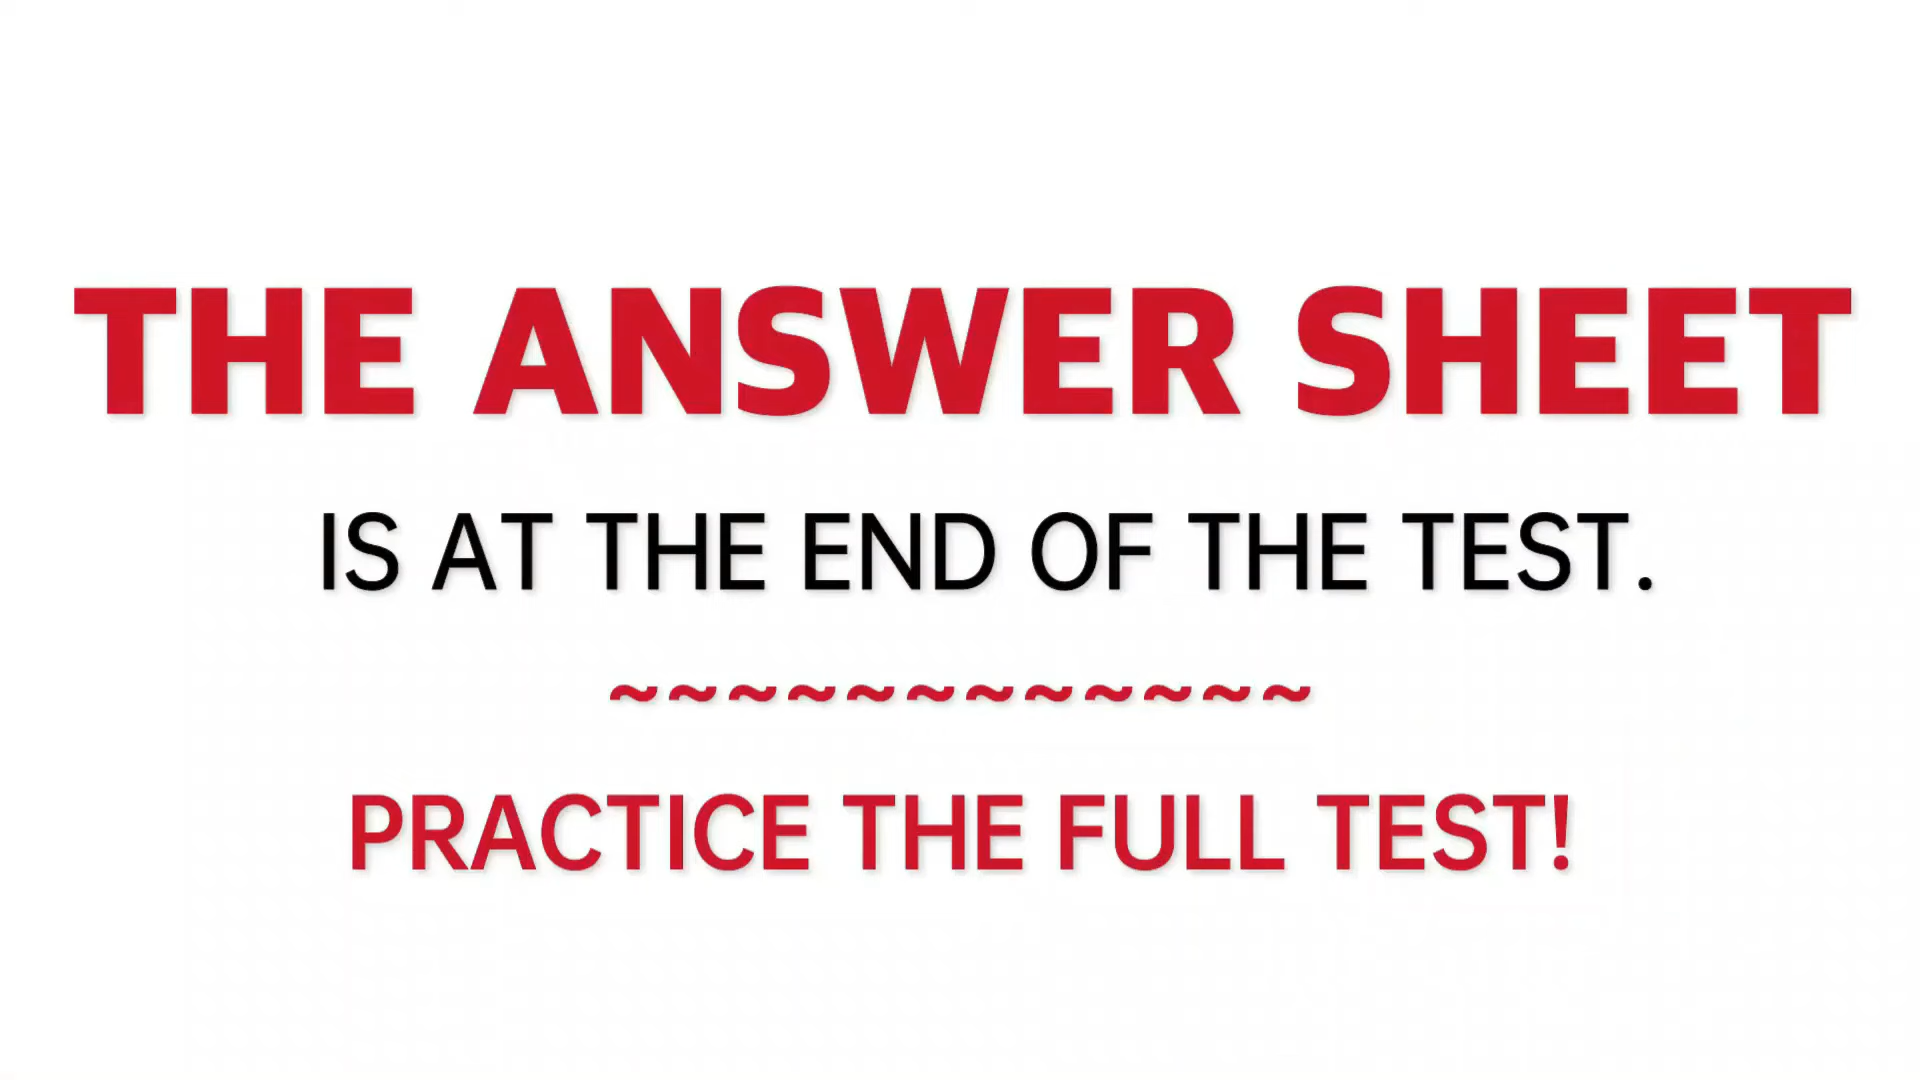 THE ANSWER SHEET
IS AT THE END OF THE TEST.
~~~~~~~~~~~~
PRACTICE THE FULL TEST!